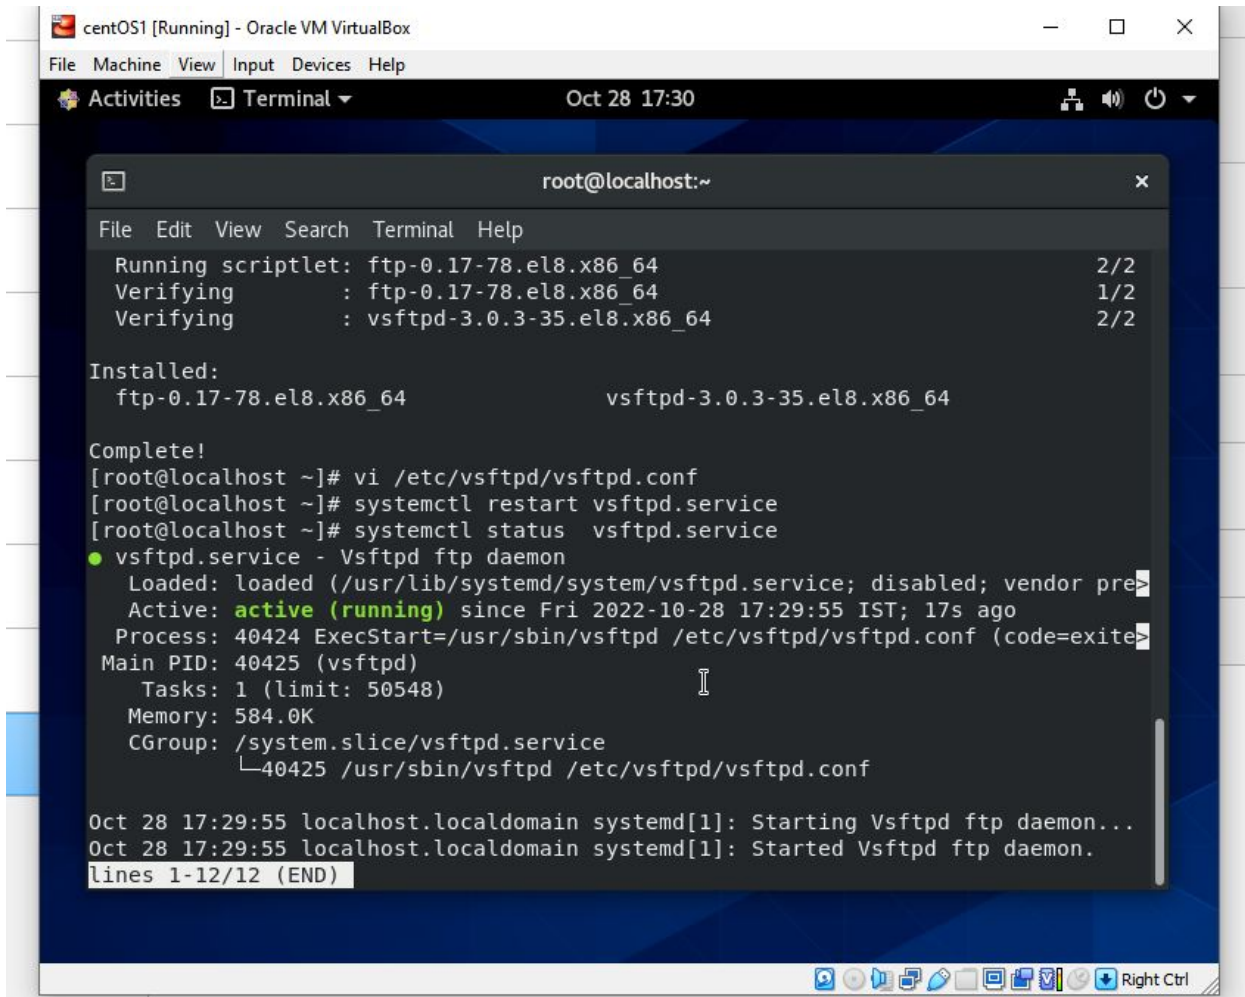 centOS1 [Running] - Oracle VM VirtualBox
File Machine View Input Devices Help
Activities Terminal Oct 28 17:30
root@localhost:~
File Edit View Search Terminal Help
Running scriptlet: ftp-0.17-78.el8.x86_64 2/2
Verifying : ftp-0.17-78.el8.x86_64 1/2
Verifying : vsftpd-3.0.3-35.el8.x86_64 2/2
Installed:
ftp-0.17-78.el8.x86_64 vsftpd-3.0.3-35.el8.x86_64
Complete!
[root@localhost ~]# vi /etc/vsftpd/vsftpd.conf
[root@localhost ~]# systemctl restart vsftpd.service
[root@localhost ~]# systemctl status  vsftpd.service
● vsftpd.service - Vsftpd ftp daemon
Loaded: loaded (/usr/lib/systemd/system/vsftpd.service; disabled; vendor pre>
Active: active (running) since Fri 2022-10-28 17:29:55 IST; 17s ago
Process: 40424 ExecStart=/usr/sbin/vsftpd /etc/vsftpd/vsftpd.conf (code=exite>
Main PID: 40425 (vsftpd)
Tasks: 1 (limit: 50548)
Memory: 584.0K
CGroup: /system.slice/vsftpd.service
└─40425 /usr/sbin/vsftpd /etc/vsftpd/vsftpd.conf
Oct 28 17:29:55 localhost.localdomain systemd[1]: Starting Vsftpd ftp daemon...
Oct 28 17:29:55 localhost.localdomain systemd[1]: Started Vsftpd ftp daemon.
lines 1-12/12 (END)
Right Ctrl